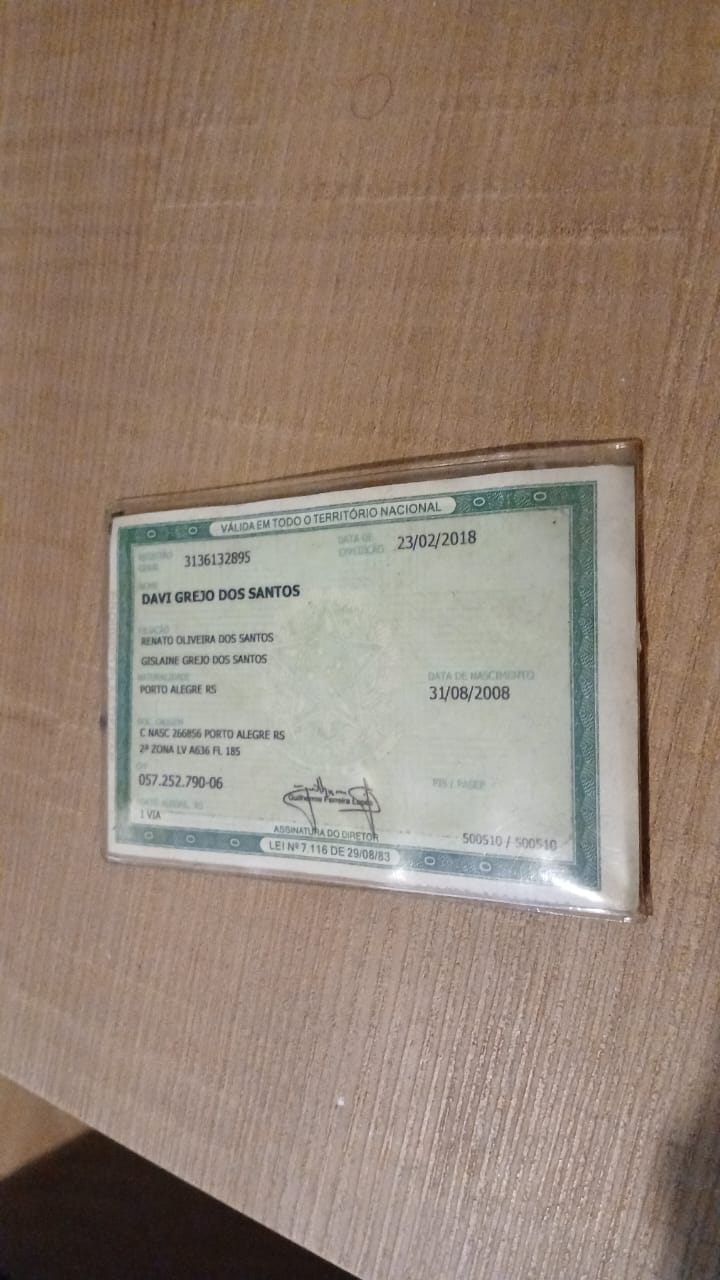 VÁLIDA EM TODO O TERRITÓRIO NACIONAL
REGISTRO GERAL 3136132895 DATA DE EXPEDIÇÃO 23/02/2018
NOME
DAVI GREJO DOS SANTOS
FILIAÇÃO
RENATO OLIVEIRA DOS SANTOS
GISLAINE GREJO DOS SANTOS
NATURALIDADE DATA DE NASCIMENTO
PORTO ALEGRE RS 31/08/2008
DOC. ORIGEM
C NASC 266856 PORTO ALEGRE RS
2ª ZONA LV A636 FL 185
CPF
057.252.790-06 PIS / PASEP
Guilherme Ferreira Lopes
PORTO ALEGRE, RS
1 VIA
ASSINATURA DO DIRETOR 500510 / 500510
LEI Nº 7.116 DE 29/08/83